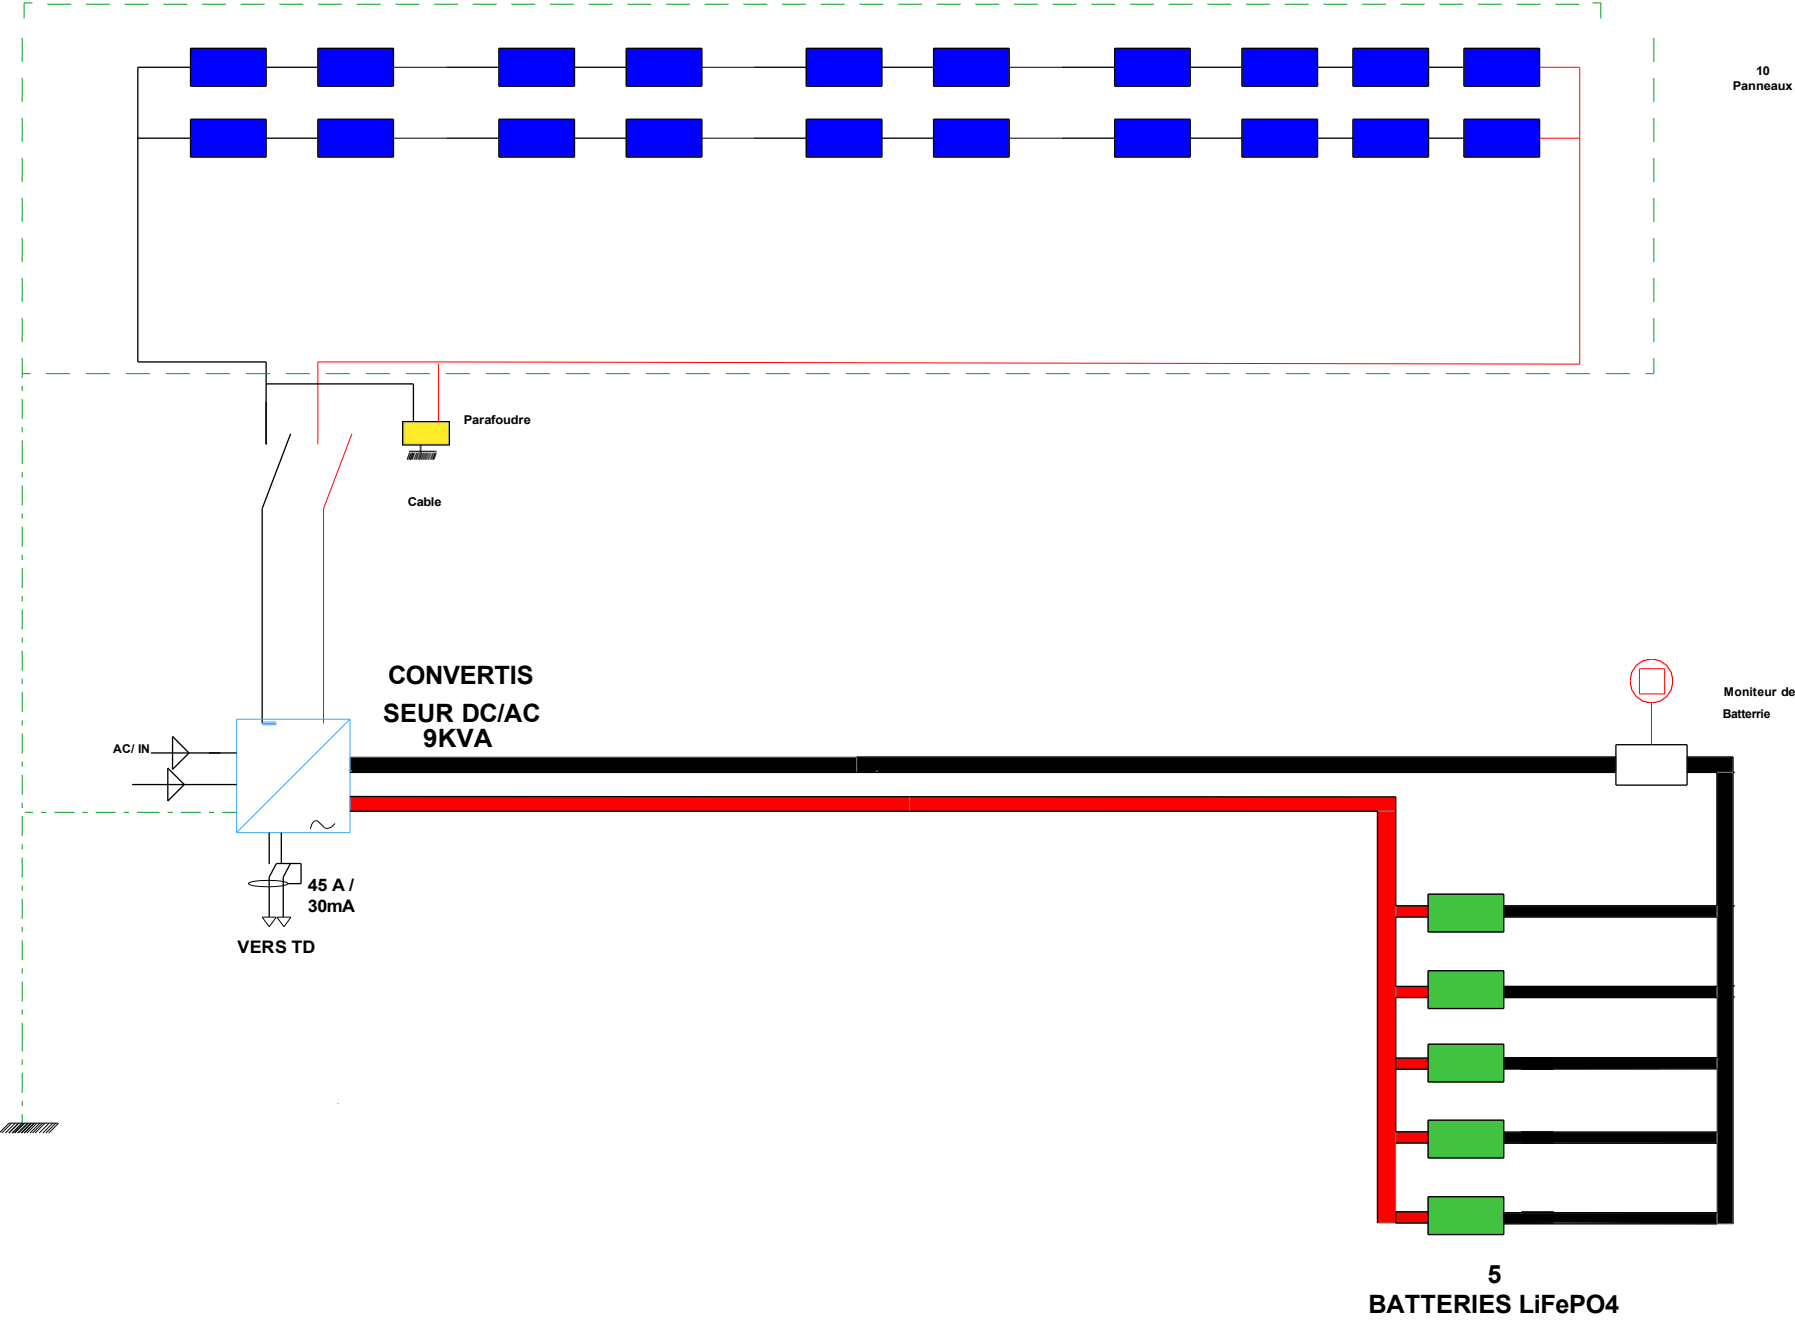 10
Panneaux
Parafoudre
Cable
CONVERTIS
SEUR DC/AC
9KVA
Moniteur de
Batterrie
AC/ IN
45 A /
30mA
VERS TD
5
BATTERIES LiFePO4